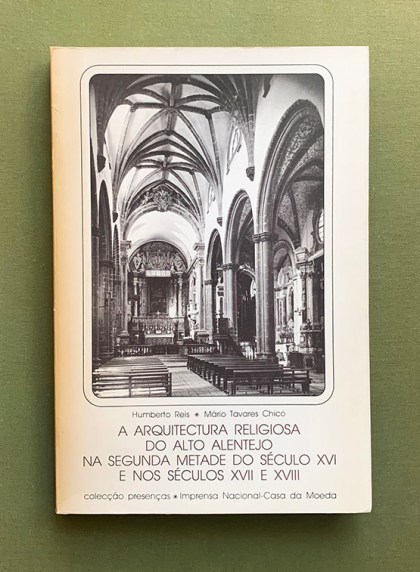 Humberto Reis * Mário Tavares Chicó
A ARQUITECTURA RELIGIOSA
DO ALTO ALENTEJO
NA SEGUNDA METADE DO SÉCULO XVI
E NOS SÉCULOS XVII E XVIII
colecção presenças * Imprensa Nacional-Casa da Moeda